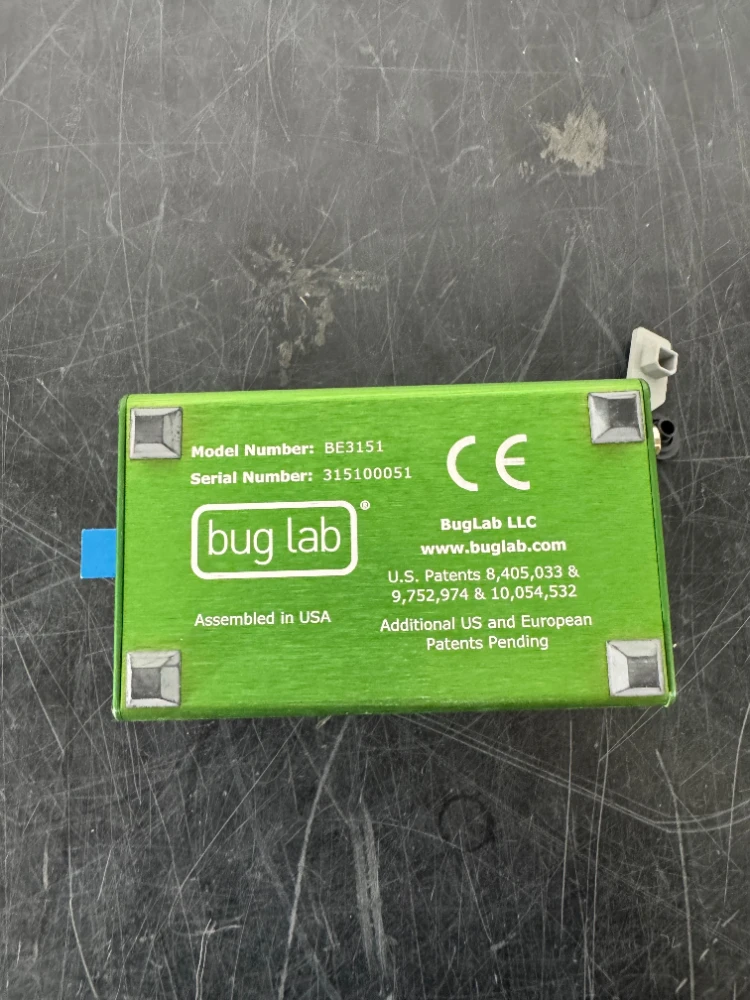 Model Number: BE3151
Serial Number: 315100051
CE
bug lab®
BugLab LLC
www.buglab.com
U.S. Patents 8,405,033 &
9,752,974 & 10,054,532
Assembled in USA
Additional US and European
Patents Pending